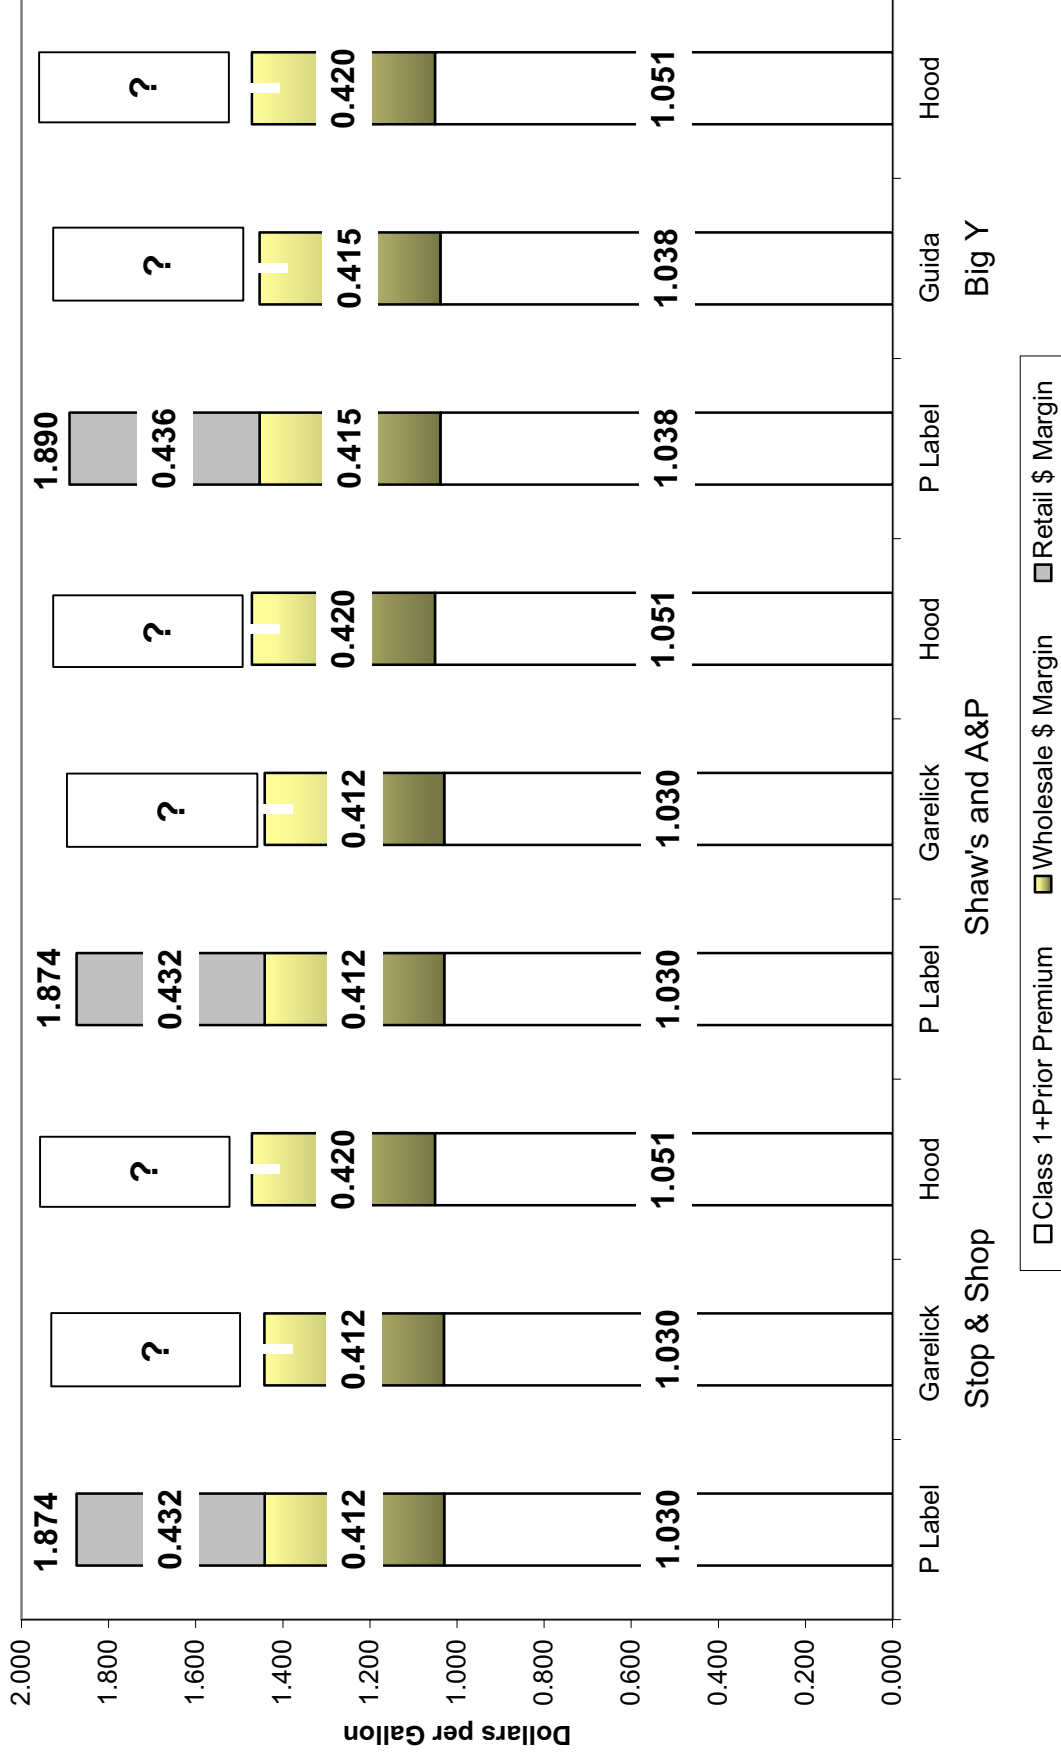 2.000
1.800
1.600
1.400
1.200
1.000
0.800
0.600
0.400
0.200
0.000
Dollars per Gallon
1.874 1.874 1.890
? ? ? ? ? ?
0.432 0.432 0.436
0.412 0.412 0.420 0.412 0.412 0.420 0.415 0.415 0.420
1.030 1.030 1.051 1.030 1.030 1.051 1.038 1.038 1.051
P Label Garelick Hood P Label Garelick Hood P Label Guida Hood
Stop & Shop Shaw's and A&P Big Y
Class 1+Prior Premium Wholesale $ Margin Retail $ Margin